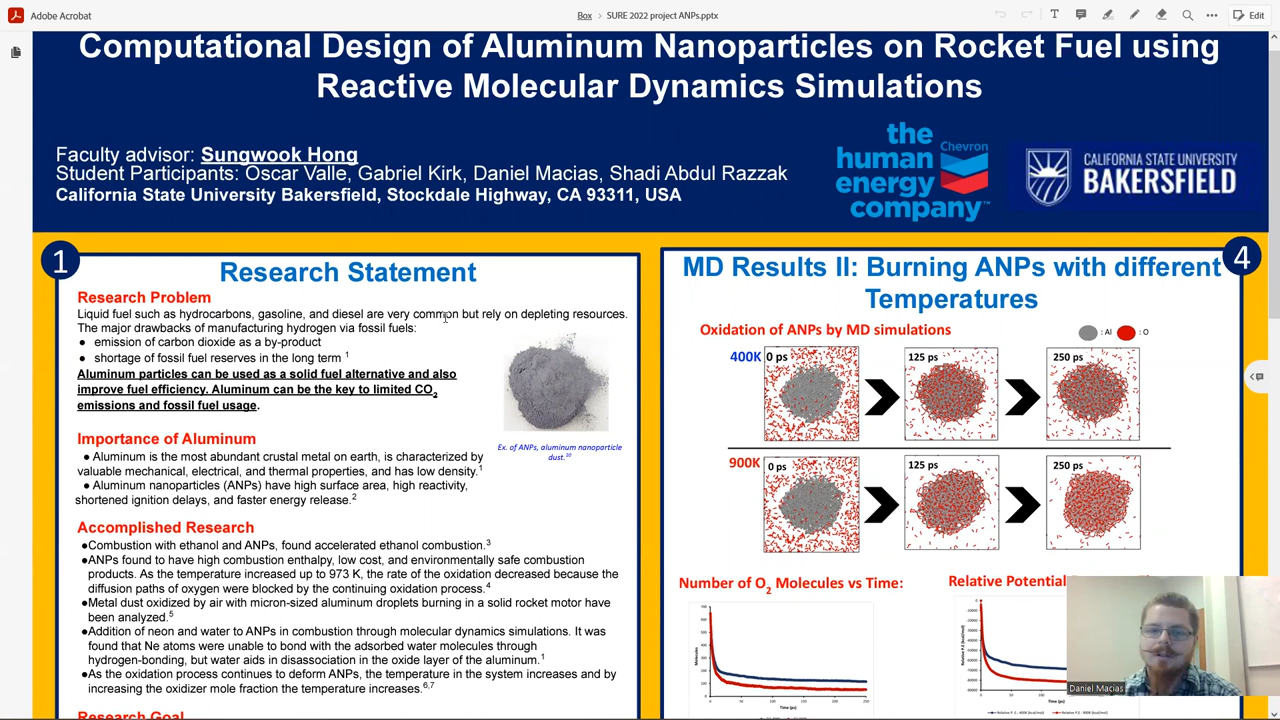 Adobe Acrobat
Box > SURE 2022 project ANPs.pptx
Edit
Computational Design of Aluminum Nanoparticles on Rocket Fuel using
Reactive Molecular Dynamics Simulations
Faculty advisor: Sungwook Hong
Student Participants: Oscar Valle, Gabriel Kirk, Daniel Macias, Shadi Abdul Razzak
California State University Bakersfield, Stockdale Highway, CA 93311, USA
the
human
energy
company™
Chevron
CALIFORNIA STATE UNIVERSITY
BAKERSFIELD
1
Research Statement
Research Problem
Liquid fuel such as hydrocarbons, gasoline, and diesel are very common but rely on depleting resources.
The major drawbacks of manufacturing hydrogen via fossil fuels:
● emission of carbon dioxide as a by-product
● shortage of fossil fuel reserves in the long term 1
Aluminum particles can be used as a solid fuel alternative and also
improve fuel efficiency. Aluminum can be the key to limited CO2
emissions and fossil fuel usage.
Ex. of ANPs, aluminum nanoparticle
dust.10
Importance of Aluminum
● Aluminum is the most abundant crustal metal on earth, is characterized by
valuable mechanical, electrical, and thermal properties, and has low density.1
● Aluminum nanoparticles (ANPs) have high surface area, high reactivity,
shortened ignition delays, and faster energy release.2
Accomplished Research
●Combustion with ethanol and ANPs, found accelerated ethanol combustion.3
●ANPs found to have high combustion enthalpy, low cost, and environmentally safe combustion
products. As the temperature increased up to 973 K, the rate of the oxidation decreased because the
diffusion paths of oxygen were blocked by the continuing oxidation process.4
●Metal dust oxidized by air with micron-sized aluminum droplets burning in a solid rocket motor have
been analyzed.5
●Addition of neon and water to ANPs in combustion through molecular dynamics simulations. It was
found that Ne atoms were unable to bond with the adsorbed water molecules through
hydrogen-bonding, but water aids in disassociation in the oxide layer of the aluminum.1
●As the oxidation process continues to deform ANPs, the temperature in the system increases and by
increasing the oxidizer mole fraction the temperature increases.6,7
Research Goal
4
MD Results II: Burning ANPs with different
Temperatures
Oxidation of ANPs by MD simulations
: Al : O
400K 0 ps 125 ps 250 ps
900K 0 ps 125 ps 250 ps
Number of O2 Molecules vs Time:
Relative Potential
Molecules
Time (ps)
Relative P.E (kcal/mol)
Time (ps)
Relative P.E - 400K (kcal/mol) Relative P.E - 900K (kcal/mol)
Daniel Macias